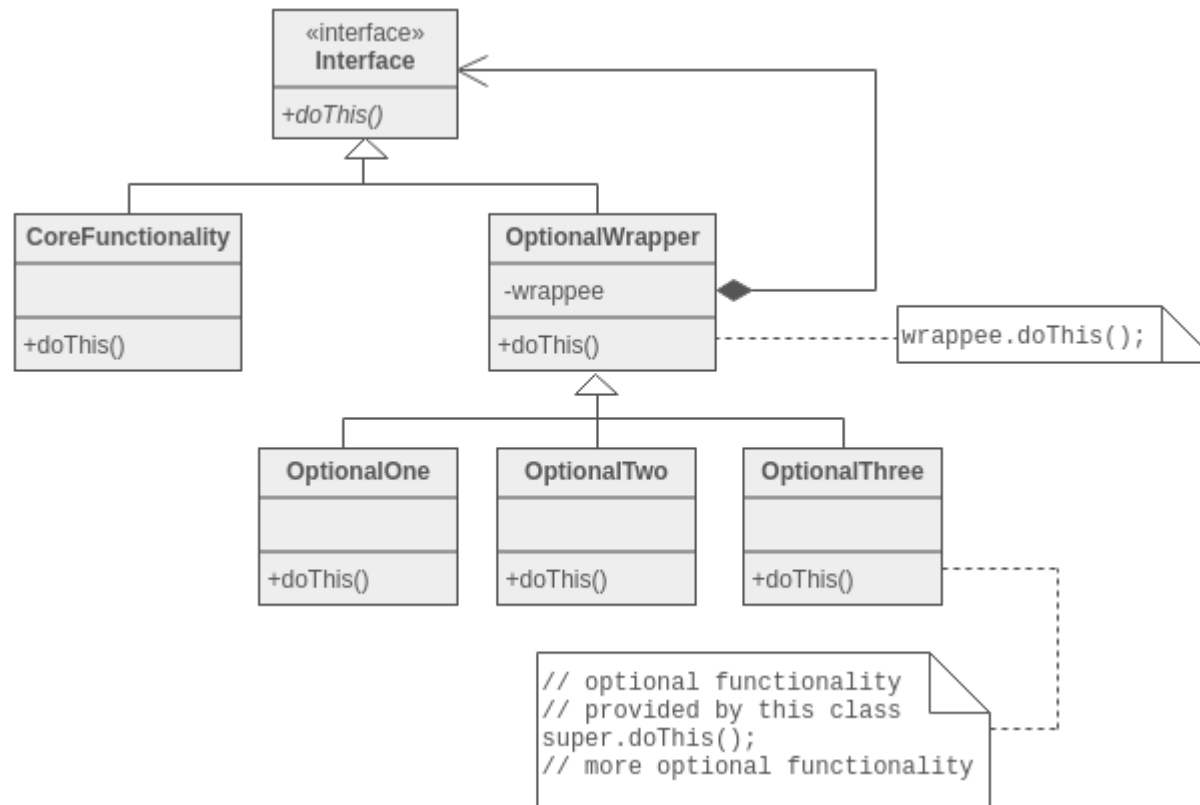 «interface»
Interface
+doThis()
CoreFunctionality
+doThis()
OptionalWrapper
-wrappee
+doThis()
wrappee.doThis();
OptionalOne
+doThis()
OptionalTwo
+doThis()
OptionalThree
+doThis()
// optional functionality
// provided by this class
super.doThis();
// more optional functionality